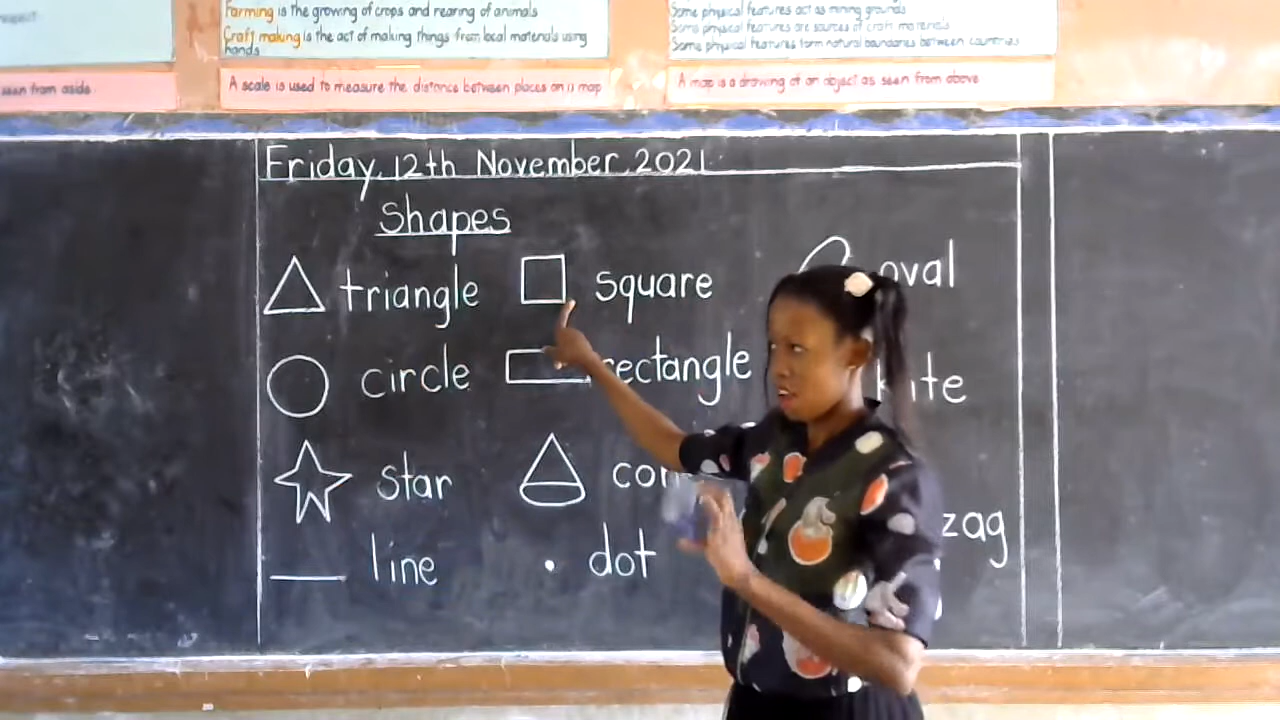 respect
seen from aside.
Farming is the growing of crops and rearing of animals
Craft making is the act of making things from local materials using
hands
A scale is used to measure the distance between places on a map
Some physical features act as mining grounds
Some physical features are sources of craft materials
Some physical features form natural boundaries between countries
A map is a drawing of an object as seen from above
Friday, 12th November 2021.
Shapes
triangle square oval
circle rectangle kite
star
zag
line dot